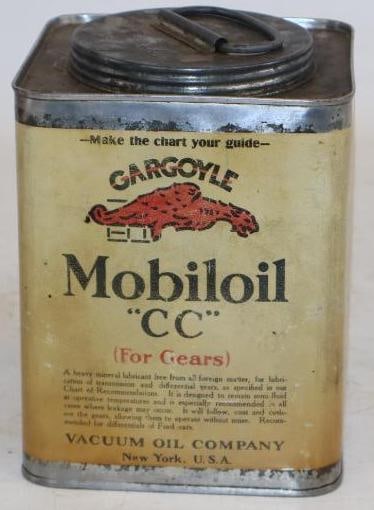 —Make the chart your guide—
GARGOYLE
Mobiloil
"CC"
(For Gears)
A heavy mineral lubricant free from all foreign matter, for lubri-
cation of transmission and differential gears, as specified in our
Chart of Recommendations. It is designed to remain semi fluid
at operative temperatures and is especially recommended in all
cases where leakage may occur. It will follow, coat and cush-
ion the gears, allowing them to operate without noise. Recom-
mended for differentials of Ford cars.
VACUUM OIL COMPANY
New York, U.S.A.